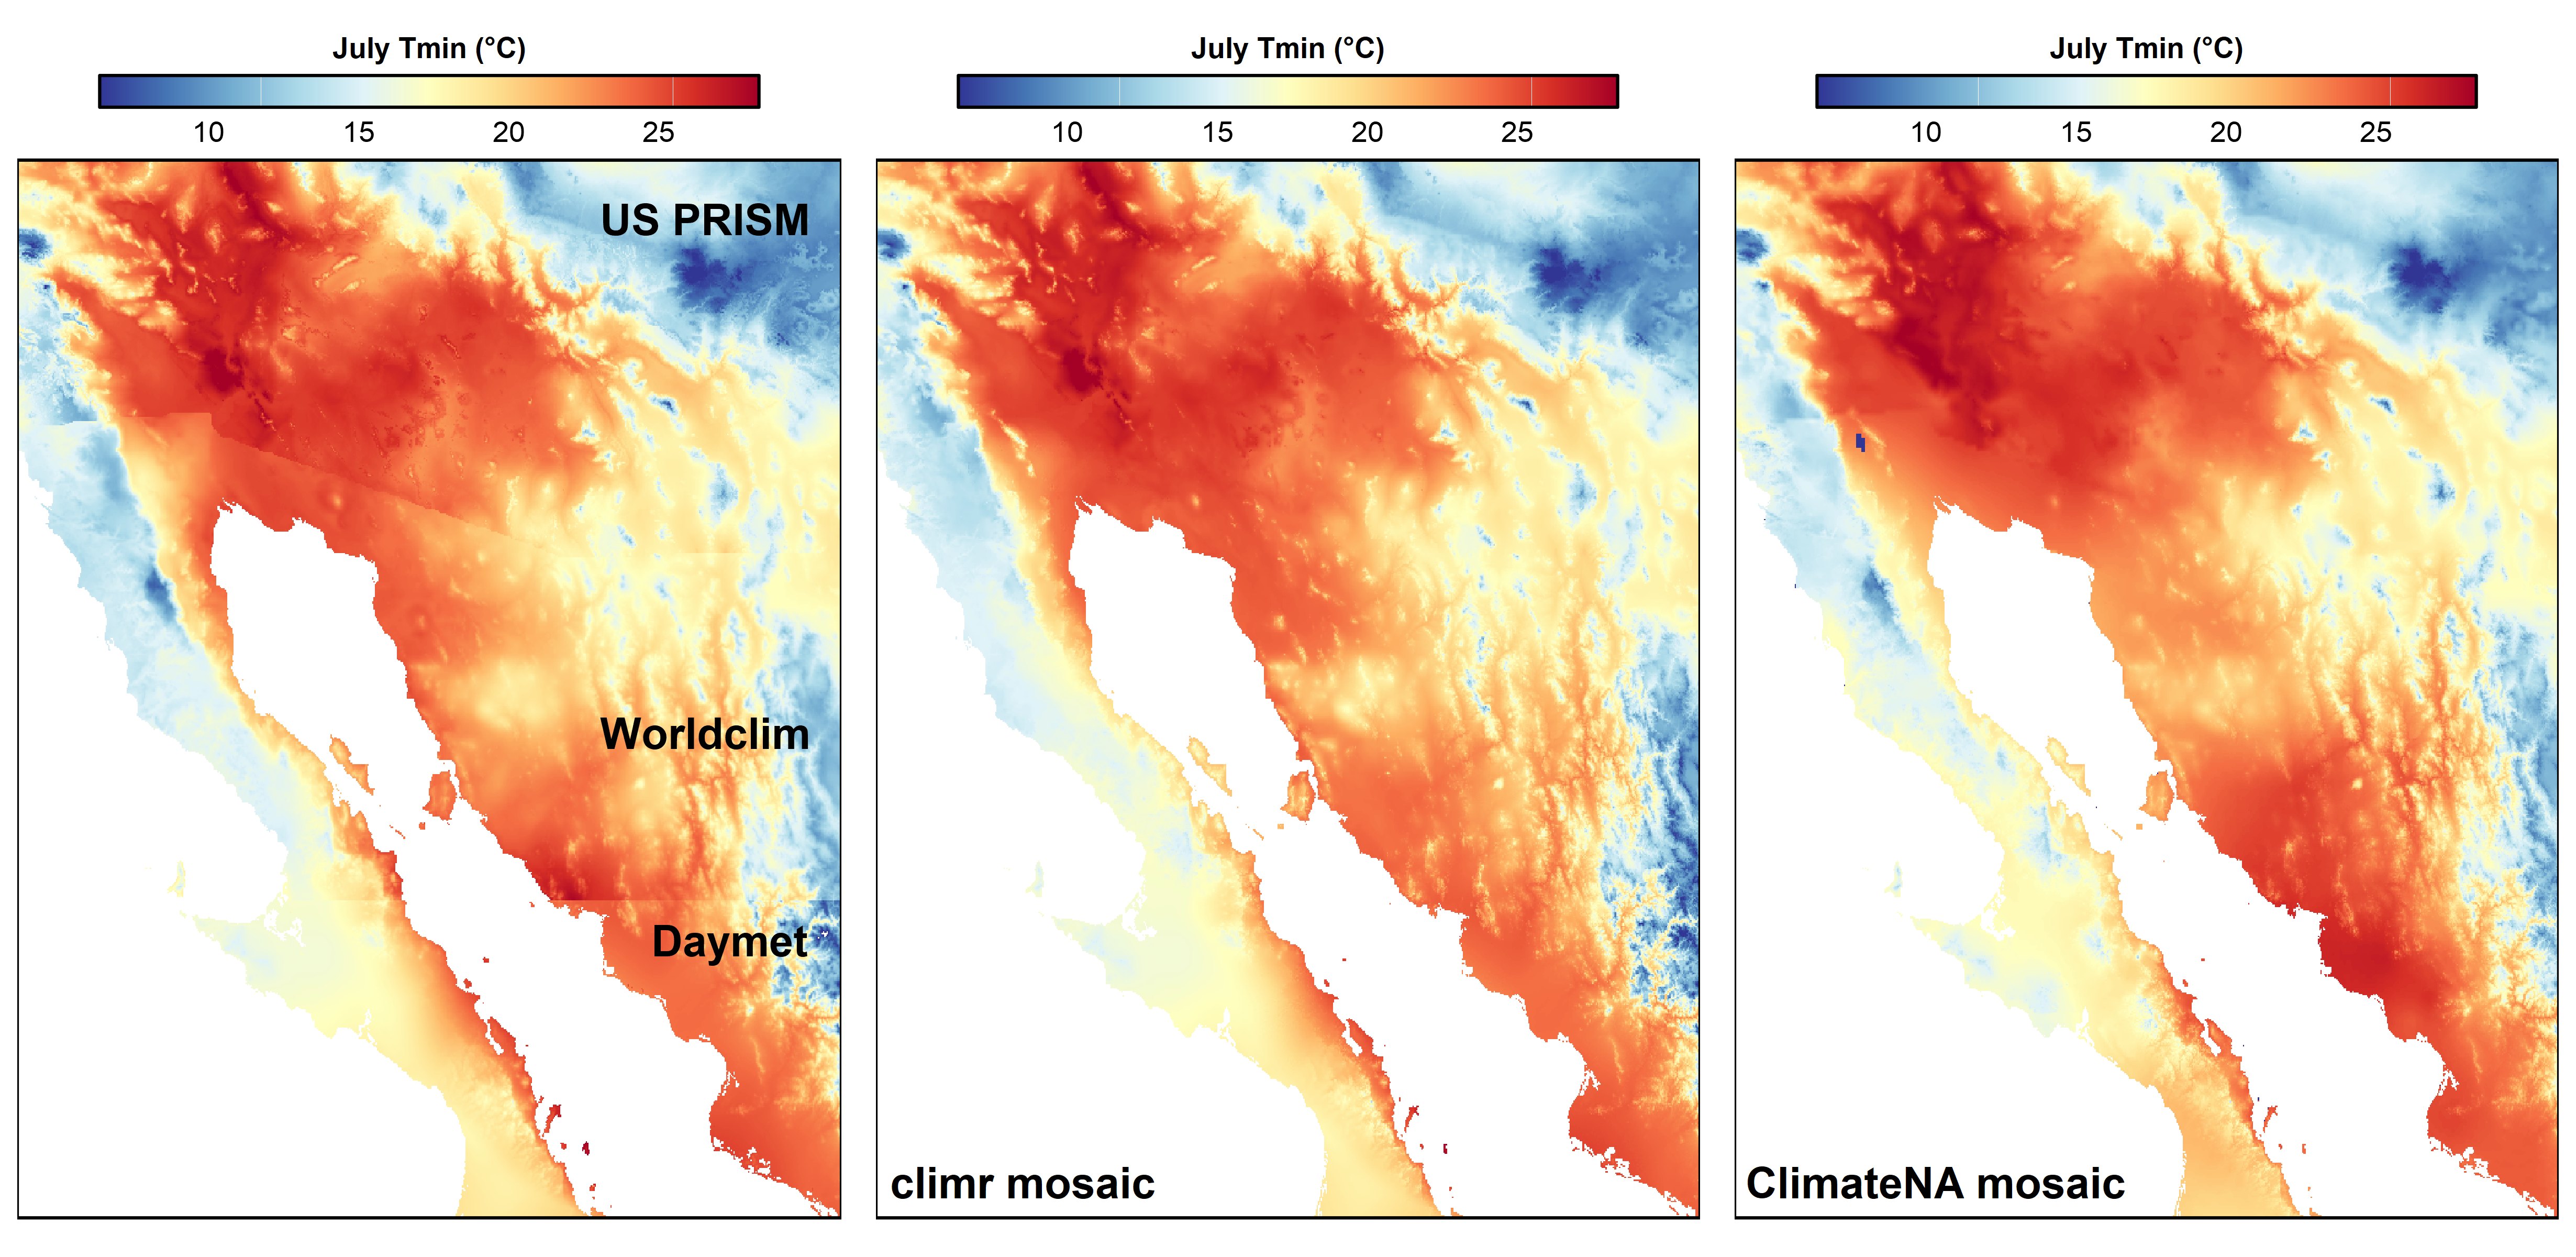 July Tmin (°C)
10 15 20 25
US PRISM
Worldclim
Daymet
July Tmin (°C)
10 15 20 25
climr mosaic
July Tmin (°C)
10 15 20 25
ClimateNA mosaic